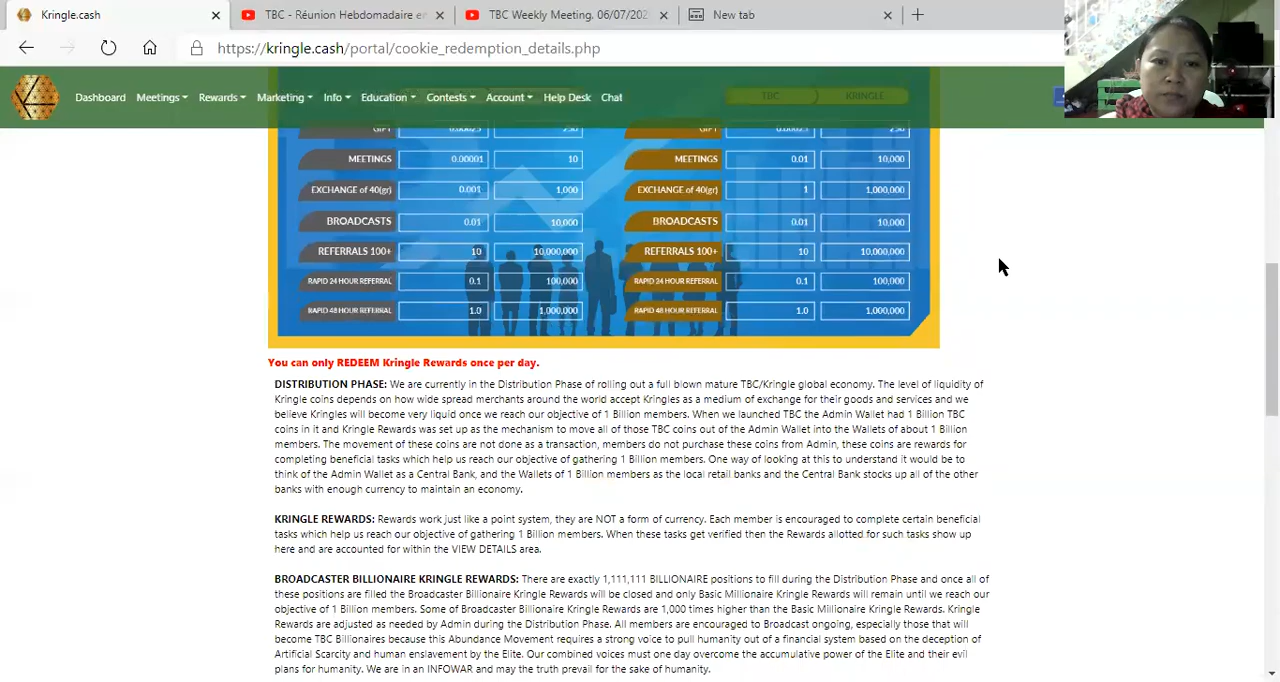 Kringle.cash
TBC - Réunion Hebdomadaire en
TBC Weekly Meeting. 06/07/202
New tab
https://kringle.cash/portal/cookie_redemption_details.php
Dashboard Meetings Rewards Marketing Info Education Contests Account Help Desk Chat
TBC KRINGLE
GIFT 0.00025 250 GIFT 0.00025 250
MEETINGS 0.00001 10 MEETINGS 0.01 10,000
EXCHANGE of 40(gr) 0.001 1,000 EXCHANGE of 40(gr) 1 1,000,000
BROADCASTS 0.01 10,000 BROADCASTS 0.01 10,000
REFERRALS 100+ 10 10,000,000 REFERRALS 100+ 10 10,000,000
RAPID 24 HOUR REFERRAL 0.1 100,000 RAPID 24 HOUR REFERRAL 0.1 100,000
RAPID 48 HOUR REFERRAL 1.0 1,000,000 RAPID 48 HOUR REFERRAL 1.0 1,000,000
You can only REDEEM Kringle Rewards once per day.
DISTRIBUTION PHASE: We are currently in the Distribution Phase of rolling out a full blown mature TBC/Kringle global economy. The level of liquidity of
Kringle coins depends on how wide spread merchants around the world accept Kringles as a medium of exchange for their goods and services and we
believe Kringles will become very liquid once we reach our objective of 1 Billion members. When we launched TBC the Admin Wallet had 1 Billion TBC
coins in it and Kringle Rewards was set up as the mechanism to move all of those TBC coins out of the Admin Wallet into the Wallets of about 1 Billion
members. The movement of these coins are not done as a transaction, members do not purchase these coins from Admin, these coins are rewards for
completing beneficial tasks which help us reach our objective of gathering 1 Billion members. One way of looking at this to understand it would be to
think of the Admin Wallet as a Central Bank, and the Wallets of 1 Billion members as the local retail banks and the Central Bank stocks up all of the other
banks with enough currency to maintain an economy.
KRINGLE REWARDS: Rewards work just like a point system, they are NOT a form of currency. Each member is encouraged to complete certain beneficial
tasks which help us reach our objective of gathering 1 Billion members. When these tasks get verified then the Rewards allotted for such tasks show up
here and are accounted for within the VIEW DETAILS area.
BROADCASTER BILLIONAIRE KRINGLE REWARDS: There are exactly 1,111,111 BILLIONAIRE positions to fill during the Distribution Phase and once all of
these positions are filled the Broadcaster Billionaire Kringle Rewards will be closed and only Basic Millionaire Kringle Rewards will remain until we reach our
objective of 1 Billion members. Some of Broadcaster Billionaire Kringle Rewards are 1,000 times higher than the Basic Millionaire Kringle Rewards. Kringle
Rewards are adjusted as needed by Admin during the Distribution Phase. All members are encouraged to Broadcast ongoing, especially those that will
become TBC Billionaires because this Abundance Movement requires a strong voice to pull humanity out of a financial system based on the deception of
Artificial Scarcity and human enslavement by the Elite. Our combined voices must one day overcome the accumulative power of the Elite and their evil
plans for humanity. We are in an INFOWAR and may the truth prevail for the sake of humanity.